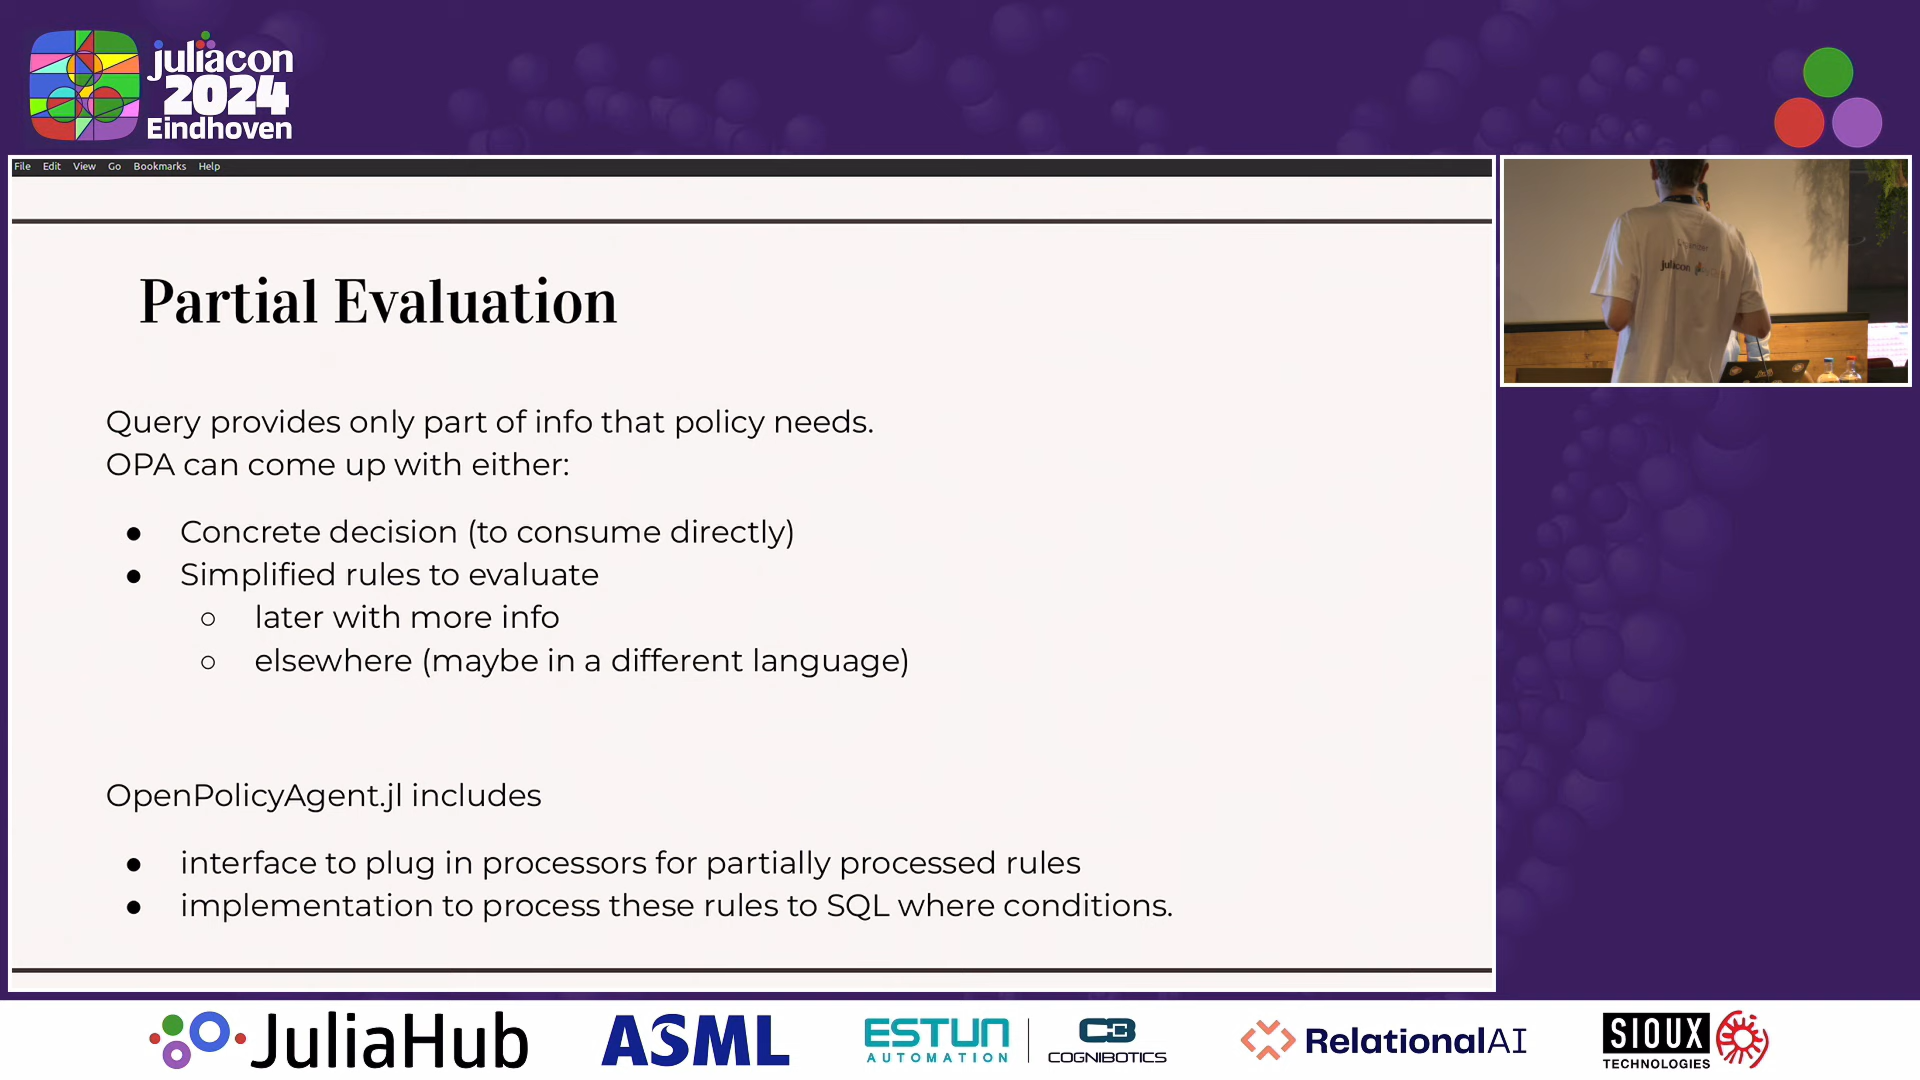 juliacon
2024
Eindhoven
File Edit View Go Bookmarks Help
Partial Evaluation
Query provides only part of info that policy needs.
OPA can come up with either:
● Concrete decision (to consume directly)
● Simplified rules to evaluate
○ later with more info
○ elsewhere (maybe in a different language)
OpenPolicyAgent.jl includes
● interface to plug in processors for partially processed rules
● implementation to process these rules to SQL where conditions.
juliacon
JuliaHub
ASML
ESTUN
AUTOMATION
COGNIBOTICS
RelationalAI
SIOUX
TECHNOLOGIES